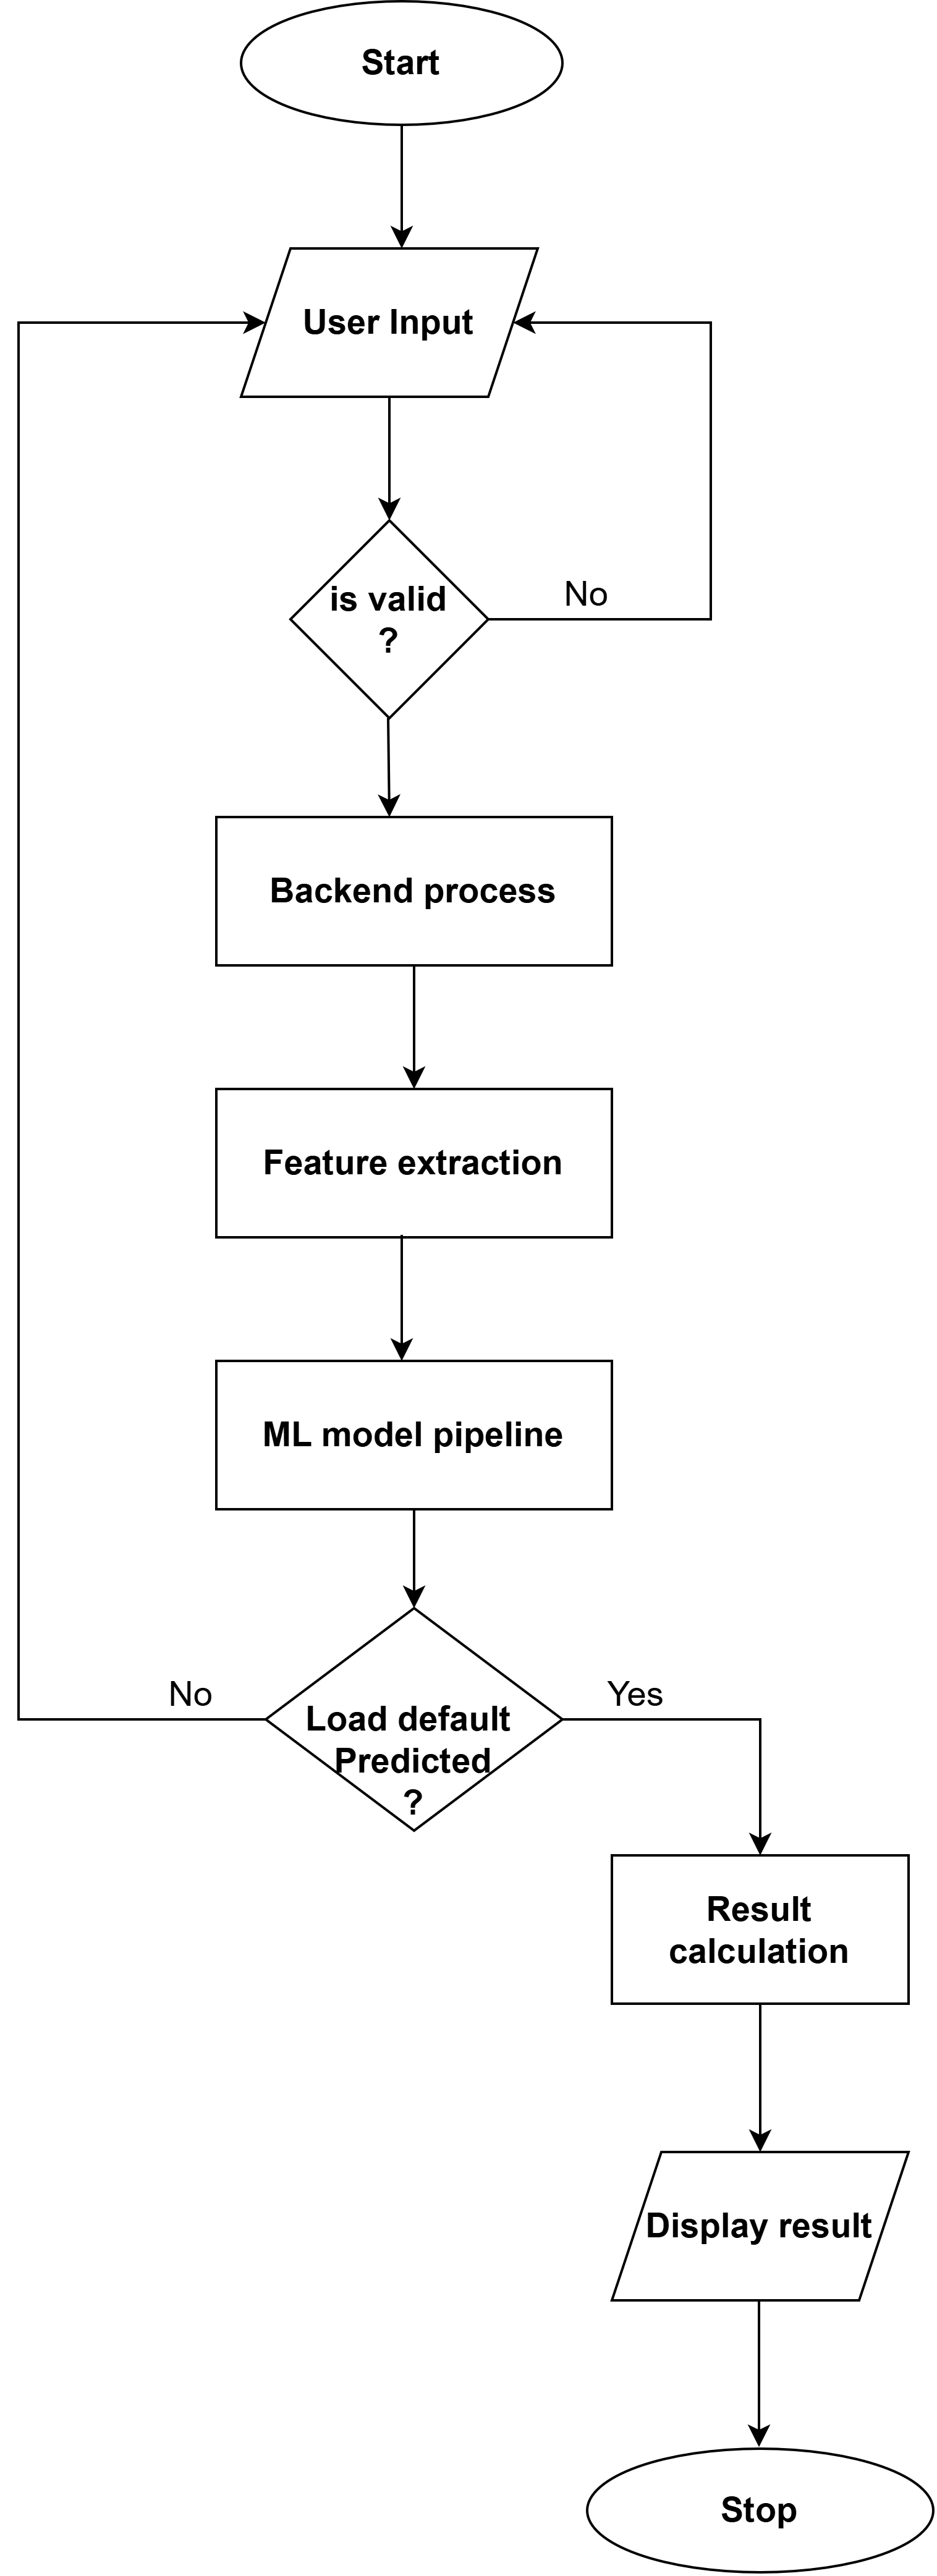 Start
User Input
is valid
?
No
Backend process
Feature extraction
ML model pipeline
No
Yes
Load default
Predicted
?
Result
calculation
Display result
Stop